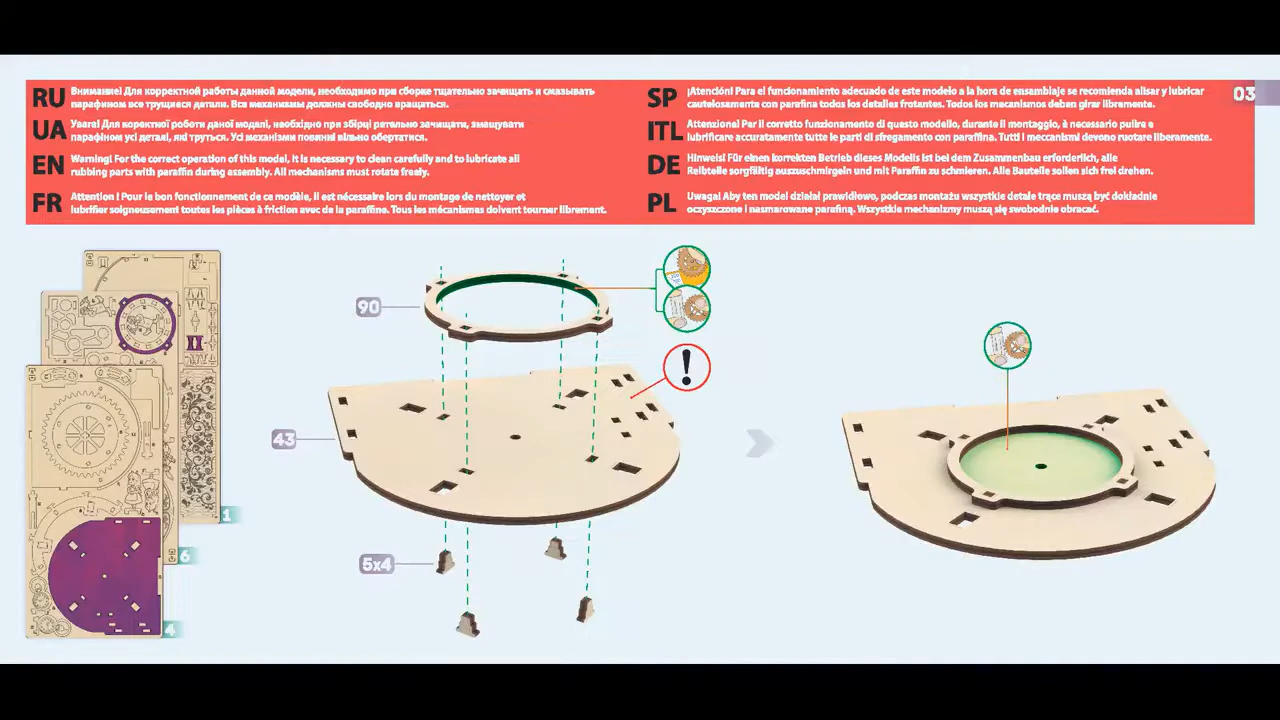 RU
Внимание! Для корректной работы данной модели, необходимо при сборке тщательно зачищать и смазывать
парафином все трущиеся детали. Все механизмы должны свободно вращаться.
UA
Увага! Для коректної роботи даної моделі, необхідно при збірці ретельно зачищати, змащувати
парафіном усі деталі, які труться. Усі механізми повинні вільно обертатися.
EN
Warning! For the correct operation of this model, it is necessary to clean carefully and to lubricate all
rubbing parts with paraffin during assembly. All mechanisms must rotate freely.
FR
Attention ! Pour le bon fonctionnement de ce modèle, il est nécessaire lors du montage de nettoyer et
lubrifier soigneusement toutes les pièces à friction avec de la paraffine. Tous les mécanismes doivent tourner librement.
SP
¡Atención! Para el funcionamiento adecuado de este modelo a la hora de ensamblaje se recomienda alisar y lubricar
cautelosamente con parafina todos los detalles frotantes. Todos los mecanismos deben girar libremente.
ITL
Attenzione! Per il corretto funzionamento di questo modello, durante il montaggio, è necessario pulire e
lubrificare accuratamente tutte le parti di sfregamento con paraffina. Tutti i meccanismi devono ruotare liberamente.
DE
Hinweis! Für einen korrekten Betrieb dieses Modells ist bei dem Zusammenbau erforderlich, alle
Reibteile sorgfältig auszuschmirgeln und mit Paraffin zu schmieren. Alle Bauteile sollen sich frei drehen.
PL
Uwaga! Aby ten model działał prawidłowo, podczas montażu wszystkie detale trące muszą być dokładnie
oczyszczone i nasmarowane parafiną. Wszystkie mechanizmy muszą się swobodnie obracać.
03
90
!
43
5x4
1
6
4